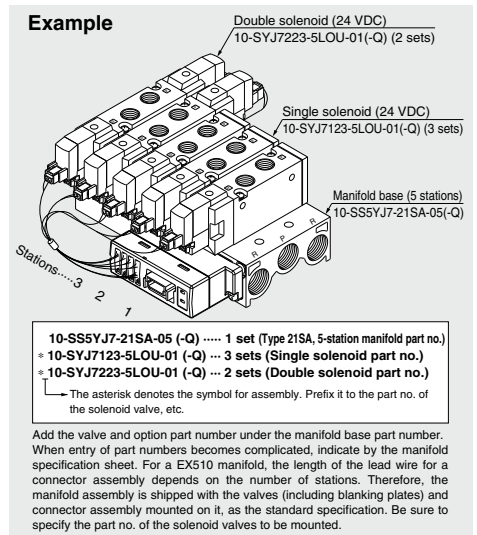 Example
Double solenoid (24 VDC)
10-SYJ7223-5LOU-01(-Q) (2 sets)
Single solenoid (24 VDC)
10-SYJ7123-5LOU-01(-Q) (3 sets)
Manifold base (5 stations)
10-SS5YJ7-21SA-05(-Q)
R
P
R
Stations.....3
2
1
10-SS5YJ7-21SA-05 (-Q) ····· 1 set (Type 21SA, 5-station manifold part no.)
* 10-SYJ7123-5LOU-01 (-Q) ··· 3 sets (Single solenoid part no.)
* 10-SYJ7223-5LOU-01 (-Q) ··· 2 sets (Double solenoid part no.)
The asterisk denotes the symbol for assembly. Prefix it to the part no. of
the solenoid valve, etc.
Add the valve and option part number under the manifold base part number.
When entry of part numbers becomes complicated, indicate by the manifold
specification sheet. For a EX510 manifold, the length of the lead wire for a
connector assembly depends on the number of stations. Therefore, the
manifold assembly is shipped with the valves (including blanking plates) and
connector assembly mounted on it, as the standard specification. Be sure to
specify the part no. of the solenoid valves to be mounted.